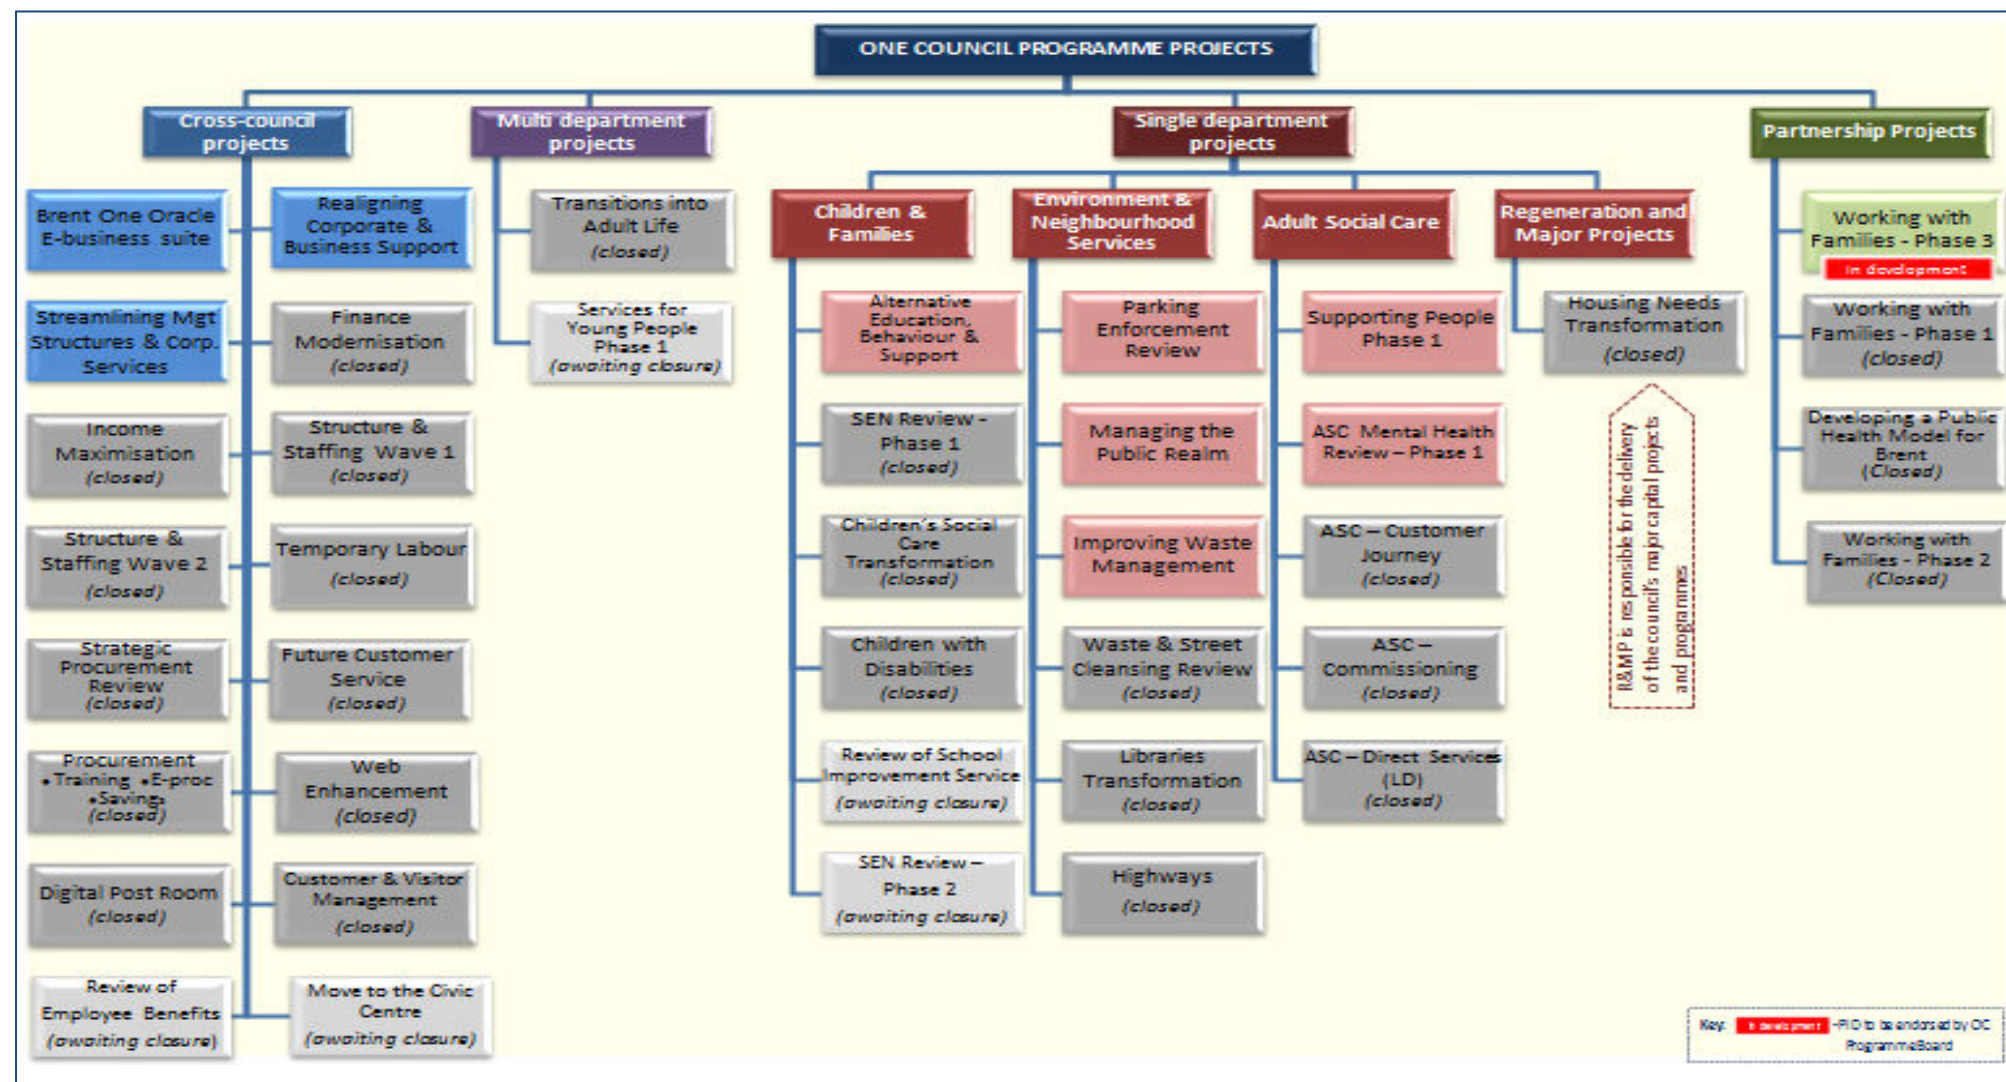 ONE COUNCIL PROGRAMME PROJECTS
Cross-council
projects
Brent One Oracle
E-business suite
Realigning
Corporate &
Business Support
Streamlining Mgt
Structures & Corp.
Services
Finance
Modernisation
(closed)
Income
Maximisation
(closed)
Structure &
Staffing Wave 1
(closed)
Structure &
Staffing Wave 2
(closed)
Temporary Labour
(closed)
Strategic
Procurement
Review
(closed)
Future Customer
Service
(closed)
Procurement
•Training •E-proc
•Savings
(closed)
Web
Enhancement
(closed)
Digital Post Room
(closed)
Customer & Visitor
Management
(closed)
Review of
Employee Benefits
(awaiting closure)
Move to the Civic
Centre
(awaiting closure)
Multi department
projects
Transitions into
Adult Life
(closed)
Services for
Young People
Phase 1
(awaiting closure)
Single department
projects
Children &
Families
Alternative
Education,
Behaviour &
Support
SEN Review -
Phase 1
(closed)
Children's Social
Care
Transformation
(closed)
Children with
Disabilities
(closed)
Review of School
Improvement Service
(awaiting closure)
SEN Review –
Phase 2
(awaiting closure)
Environment &
Neighbourhood
Services
Parking
Enforcement
Review
Managing the
Public Realm
Improving Waste
Management
Waste & Street
Cleansing Review
(closed)
Libraries
Transformation
(closed)
Highways
(closed)
Adult Social Care
Supporting People
Phase 1
ASC Mental Health
Review – Phase 1
ASC – Customer
Journey
(closed)
ASC –
Commissioning
(closed)
ASC – Direct Services
(LD)
(closed)
Regeneration and
Major Projects
Housing Needs
Transformation
(closed)
R&MP is responsible for the delivery
of the council's major capital projects
and programmes
Partnership Projects
Working with
Families - Phase 3
In development
Working with
Families - Phase 1
(closed)
Developing a Public
Health Model for
Brent
(Closed)
Working with
Families - Phase 2
(Closed)
Key: In development -PID to be endorsed by OC
Programme Board